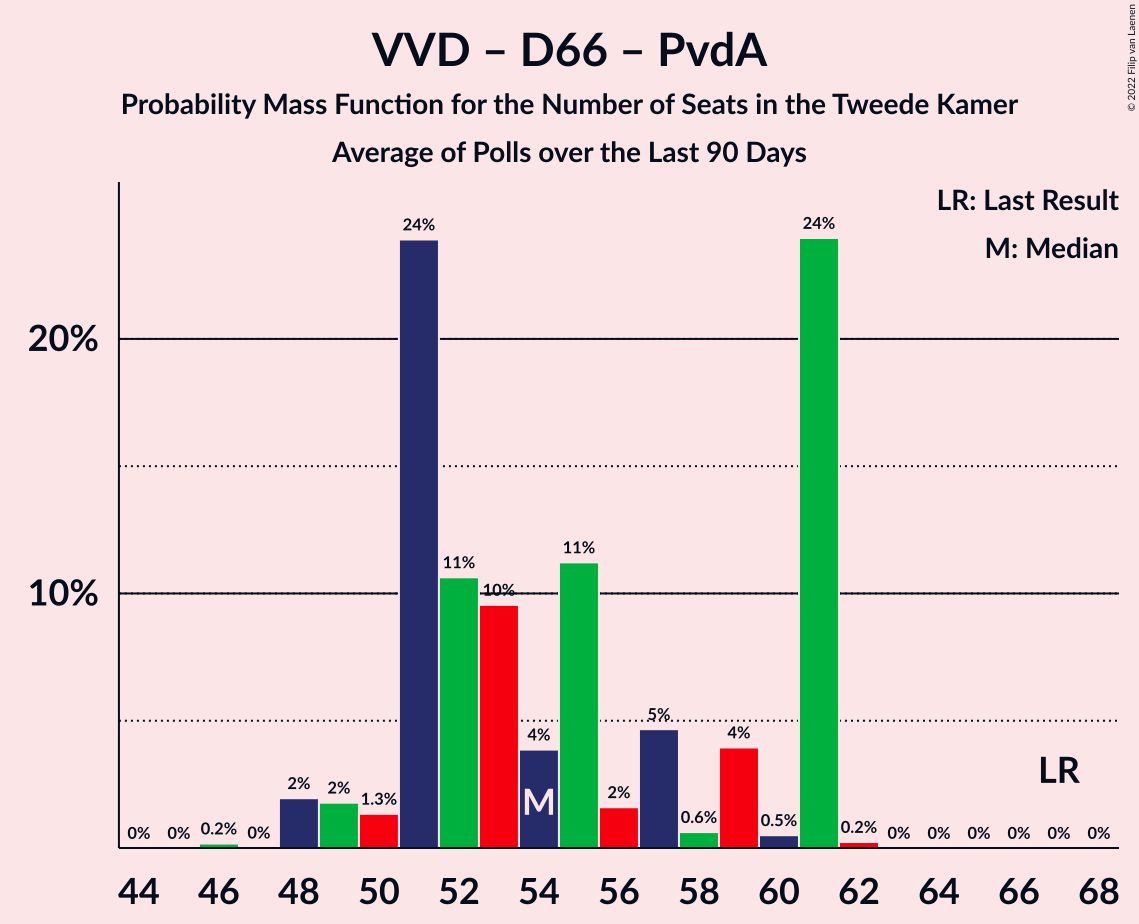 VVD – D66 – PvdA
Probability Mass Function for the Number of Seats in the Tweede Kamer
Average of Polls over the Last 90 Days
© 2022 Filip van Laenen
LR: Last Result
M: Median
20%
10%
0% 0% 0.2% 0% 2% 2% 1.3% 24% 11% 10% 4% 11% 2% 5% 0.6% 4% 0.5% 24% 0.2% 0% 0% 0% 0% 0% 0%
M
LR
44 46 48 50 52 54 56 58 60 62 64 66 68